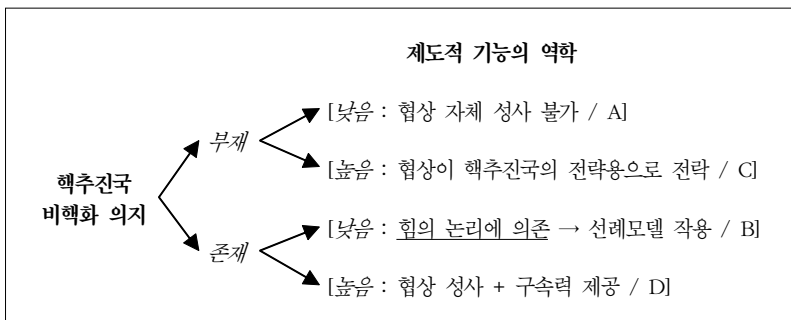 제도적 기능의 역학
[낮음 : 협상 자체 성사 불가 / A]
부재
[높음 : 협상이 핵추진국의 전략용으로 전락 / C]
핵추진국
비핵화 의지
[낮음 : 힘의 논리에 의존 → 선례모델 작용 / B]
존재
[높음 : 협상 성사 + 구속력 제공 / D]